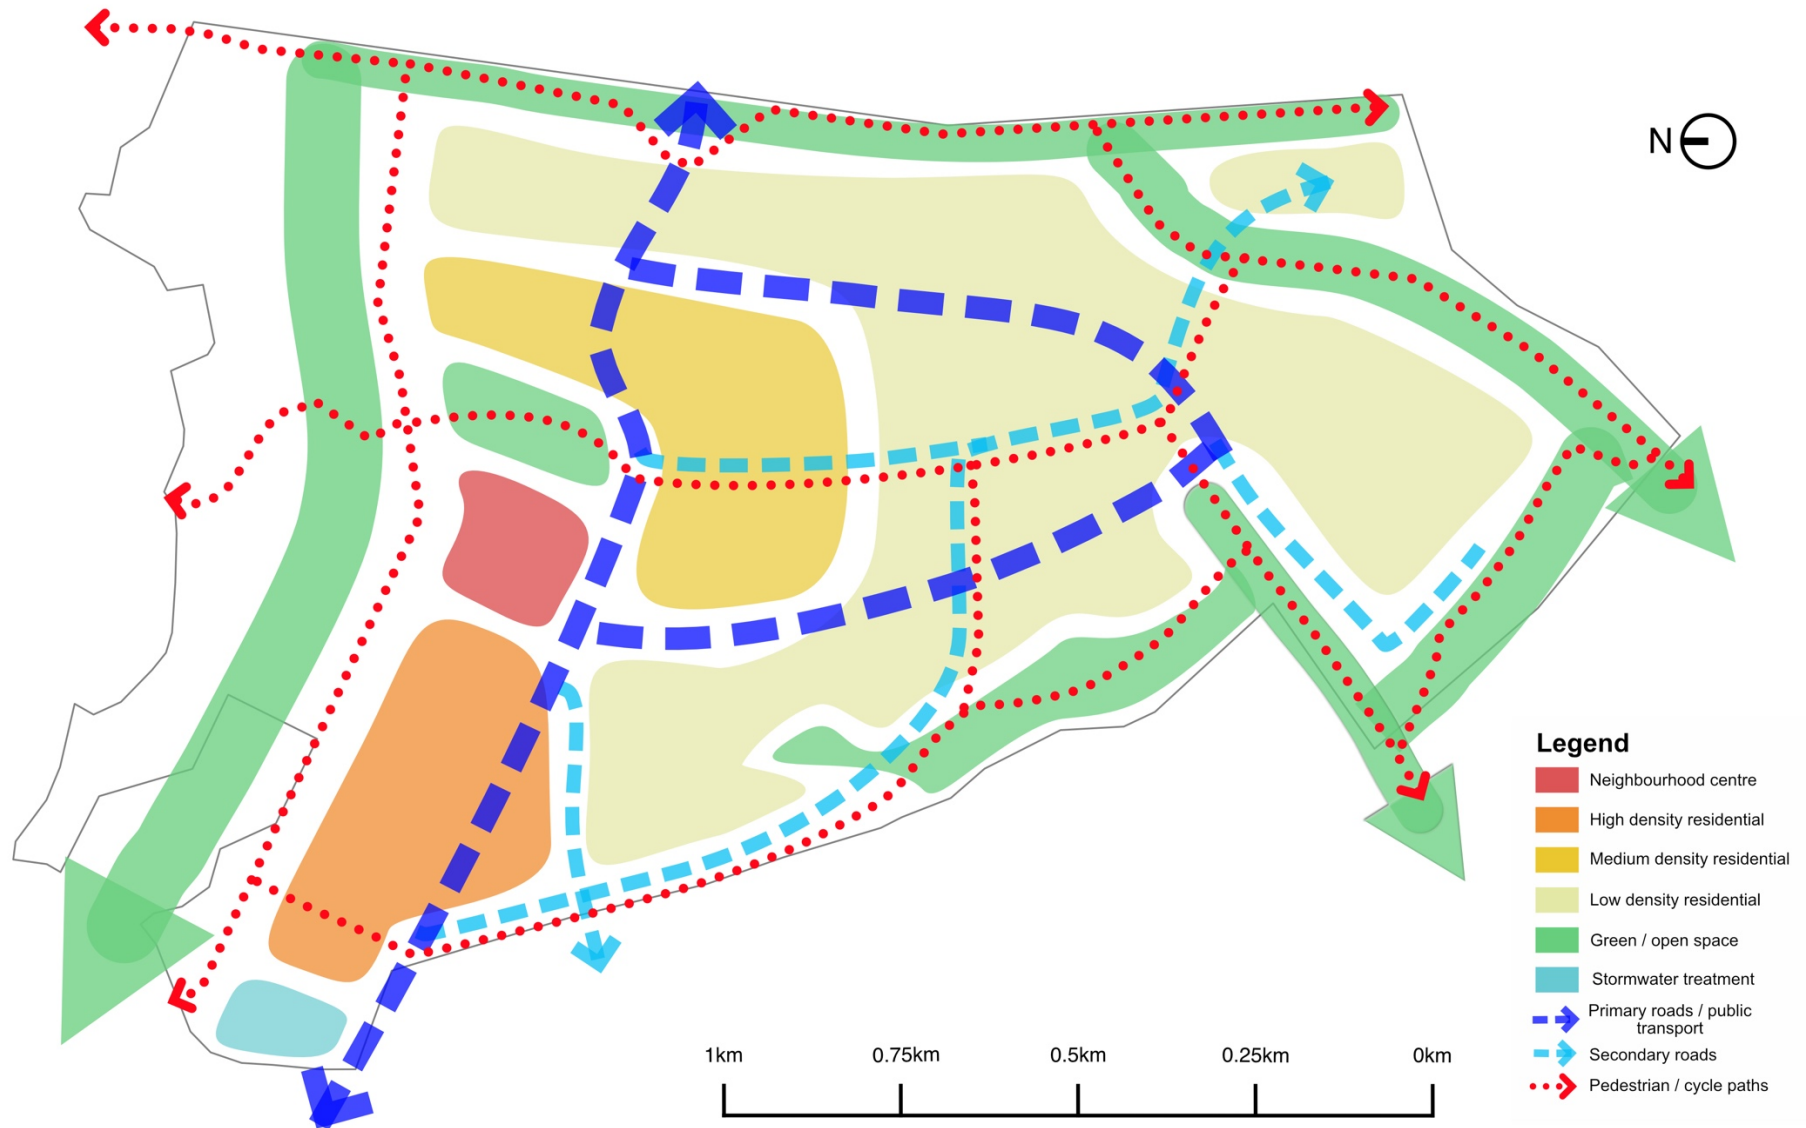 N
Legend
Neighbourhood centre
High density residential
Medium density residential
Low density residential
Green / open space
Stormwater treatment
Primary roads / public
transport
Secondary roads
Pedestrian / cycle paths
1km 0.75km 0.5km 0.25km 0km